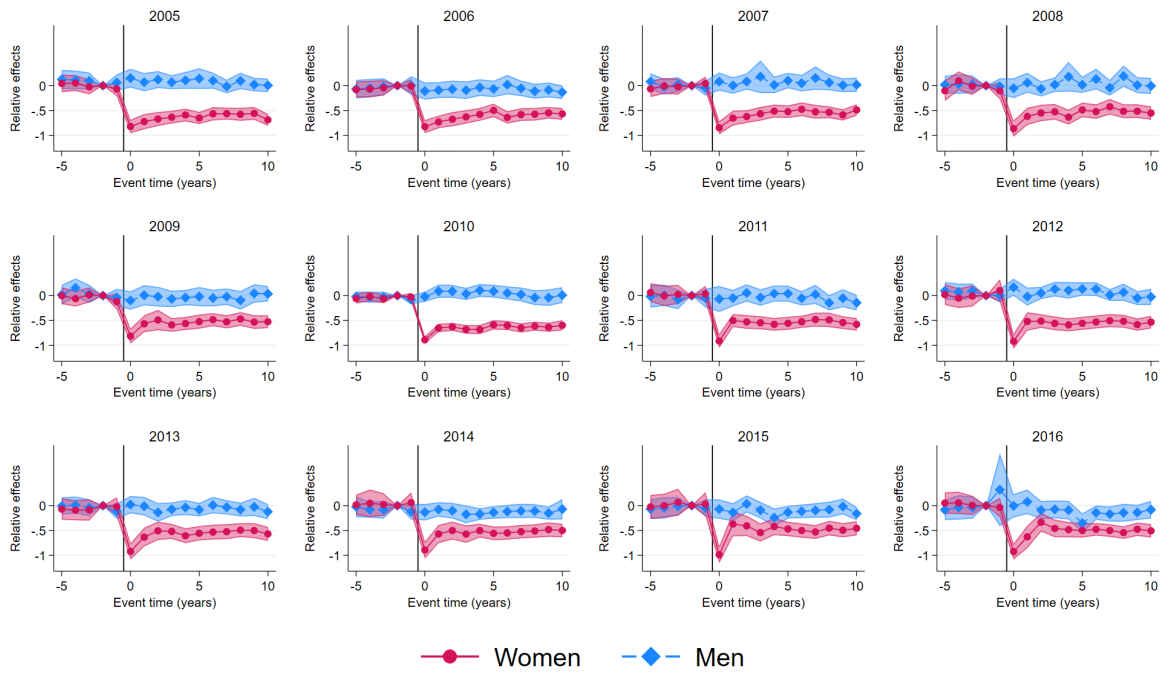 2005 2006 2007 2008
Relative effects Relative effects Relative effects Relative effects
0 0 0 0
-.5 -.5 -.5 -.5
-1 -1 -1 -1
-5 0 5 10 -5 0 5 10 -5 0 5 10 -5 0 5 10
Event time (years) Event time (years) Event time (years) Event time (years)
2009 2010 2011 2012
Relative effects Relative effects Relative effects Relative effects
0 0 0 0
-.5 -.5 -.5 -.5
-1 -1 -1 -1
-5 0 5 10 -5 0 5 10 -5 0 5 10 -5 0 5 10
Event time (years) Event time (years) Event time (years) Event time (years)
2013 2014 2015 2016
Relative effects Relative effects Relative effects Relative effects
0 0 0 0
-.5 -.5 -.5 -.5
-1 -1 -1 -1
-5 0 5 10 -5 0 5 10 -5 0 5 10 -5 0 5 10
Event time (years) Event time (years) Event time (years) Event time (years)
Women Men